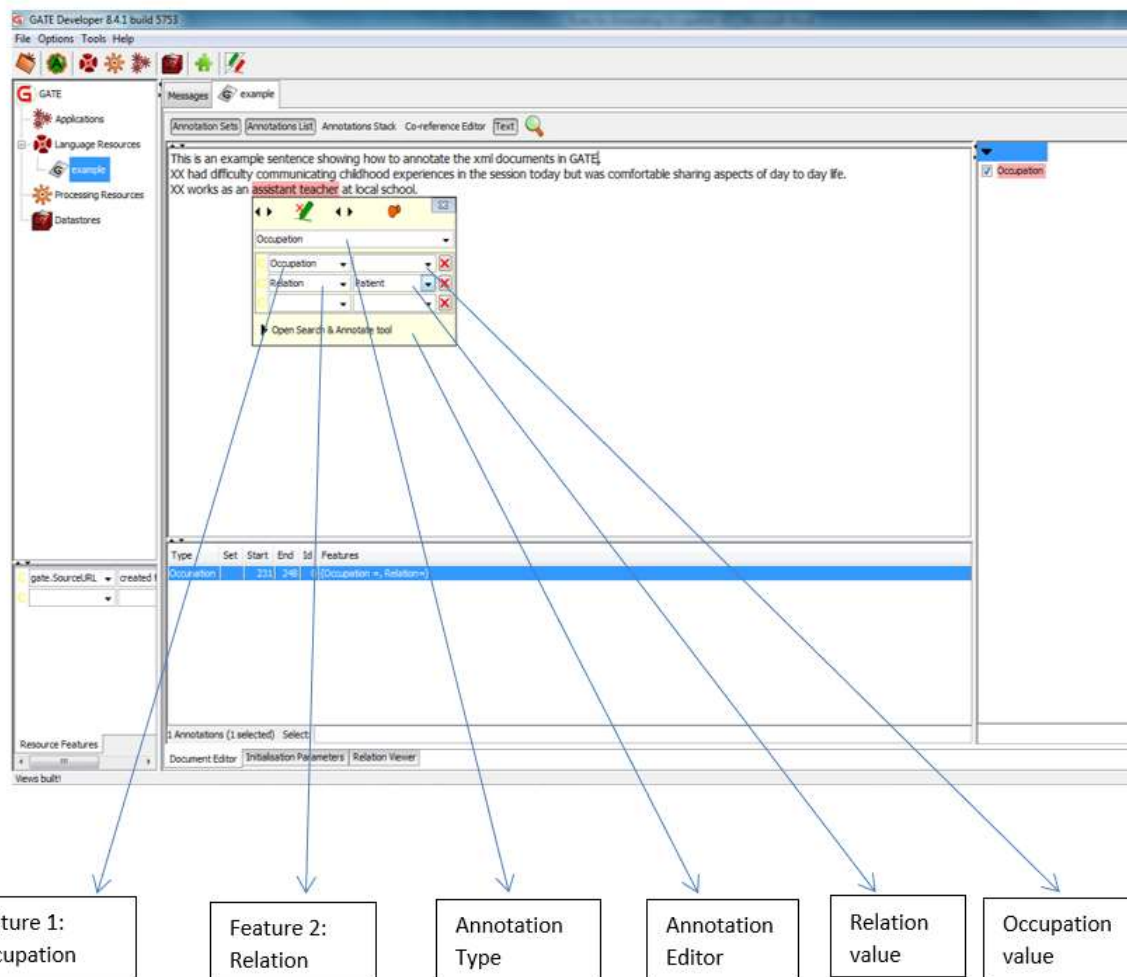 GATE Developer 8.4.1 build 5753
File Options Tools Help
GATE
Applications
Language Resources
example
Processing Resources
Datastores
Messages example
Annotation Sets Annotations List Annotations Stack Co-reference Editor Text
This is an example sentence showing how to annotate the xml documents in GATE.
XX had difficulty communicating childhood experiences in the session today but was comfortable sharing aspects of day to day life.
XX works as an assistant teacher at local school.
Occupation
Occupation
Occupation
Relation Patient
Open Search & Annotate tool
Type Set Start End Id Features
Occupation 231 248 0 {Occupation =, Relation=}
gate.SourceURL created f
C
1 Annotations (1 selected) Select:
Resource Features
Document Editor Initialisation Parameters Relation Viewer
Views built!
ture 1:
cupation
Feature 2:
Relation
Annotation
Type
Annotation
Editor
Relation
value
Occupation
value